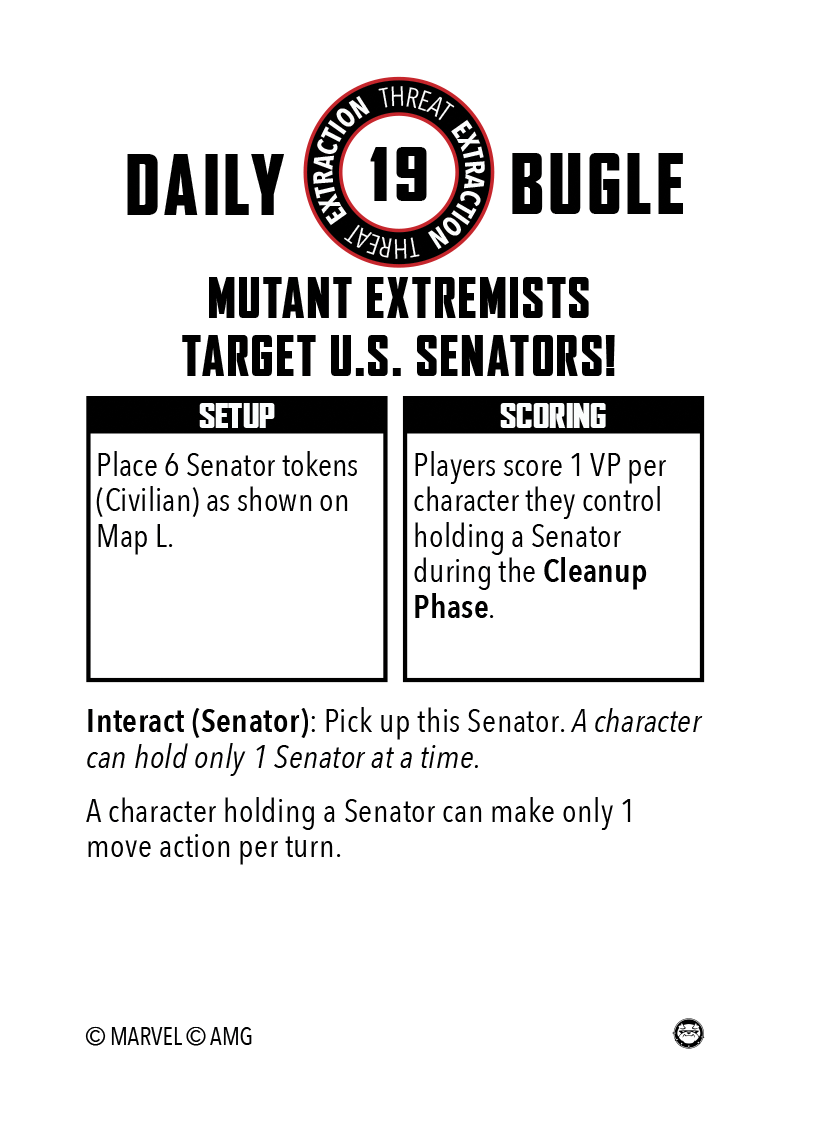 THREAT EXTRACTION THREAT EXTRACTION
DAILY 19 BUGLE
MUTANT EXTREMISTS
TARGET U.S. SENATORS!
SETUP
Place 6 Senator tokens
(Civilian) as shown on
Map L.
SCORING
Players score 1 VP per
character they control
holding a Senator
during the Cleanup
Phase.
Interact (Senator): Pick up this Senator. A character
can hold only 1 Senator at a time.
A character holding a Senator can make only 1
move action per turn.
© MARVEL © AMG